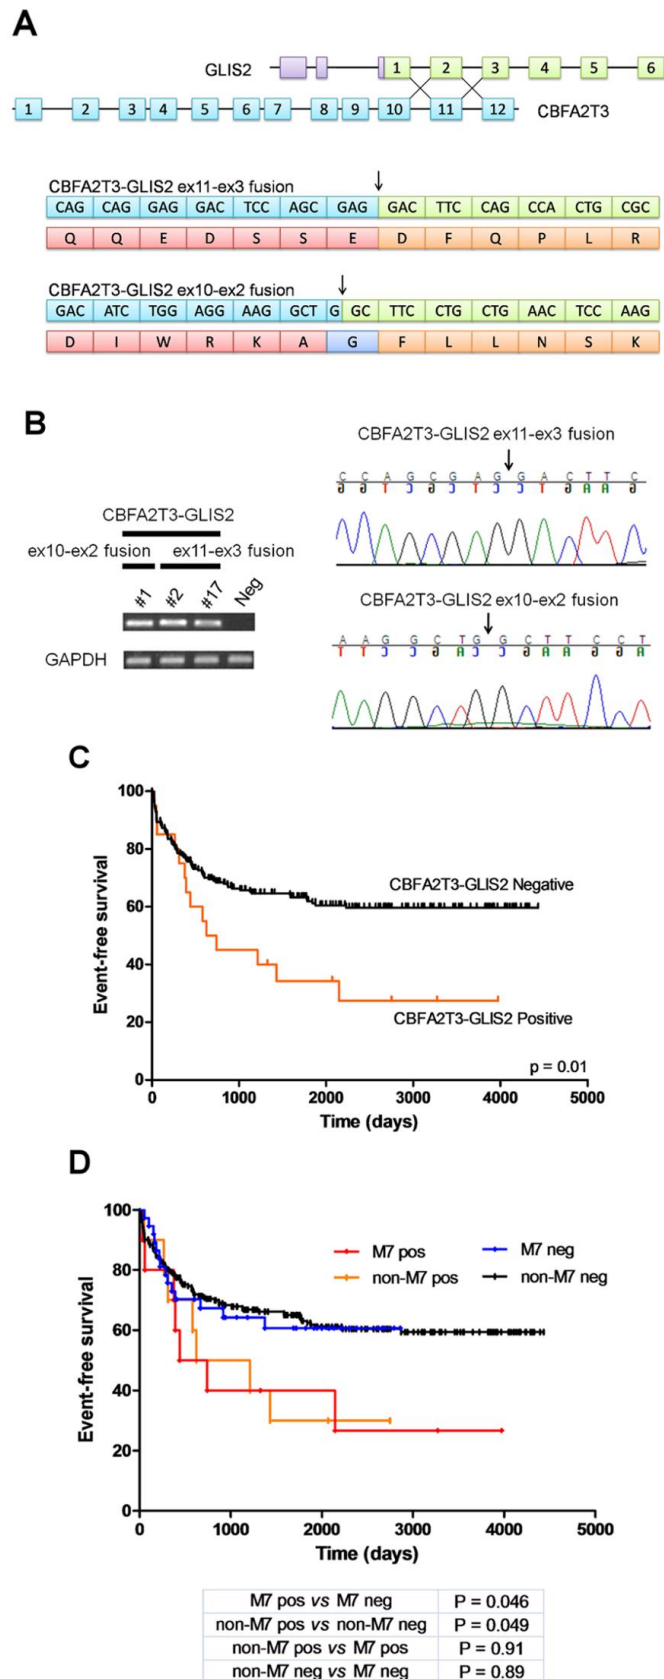 A
GLIS2 1 2 3 4 5 6
1 2 3 4 5 6 7 8 9 10 11 12 CBFA2T3
CBFA2T3-GLIS2 ex11-ex3 fusion
CAG CAG GAG GAC TCC AGC GAG GAC TTC CAG CCA CTG CGC
Q Q E D S S E D F Q P L R
CBFA2T3-GLIS2 ex10-ex2 fusion
GAC ATC TGG AGG AAG GCT G GC TTC CTG CTG AAC TCC AAG
D I W R K A G F L L N S K
B
CBFA2T3-GLIS2
ex10-ex2 fusion ex11-ex3 fusion
#1 #2 #17 Neg
GAPDH
CBFA2T3-GLIS2 ex11-ex3 fusion
C C A G C G A G G A C T T C
G G T C G C T C C T G A A G
CBFA2T3-GLIS2 ex10-ex2 fusion
A A G G C T G G C T T C C T
T T C C G A C C G A A G G A
C
100
80
60
40
20
0
Event-free survival
CBFA2T3-GLIS2 Negative
CBFA2T3-GLIS2 Positive
p = 0.01
0 1000 2000 3000 4000 5000
Time (days)
D
100
80
60
40
20
0
Event-free survival
M7 pos M7 neg
non-M7 pos non-M7 neg
0 1000 2000 3000 4000 5000
Time (days)
M7 pos vs M7 neg P = 0.046
non-M7 pos vs non-M7 neg P = 0.049
non-M7 pos vs M7 pos P = 0.91
non-M7 neg vs M7 neg P = 0.89